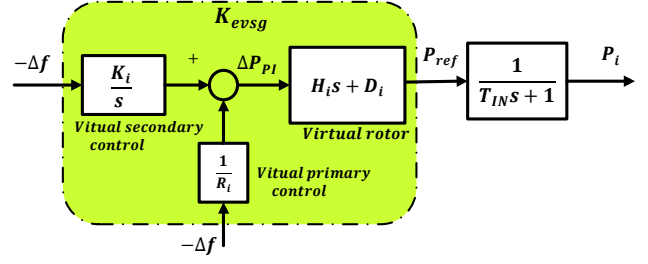 K_evsg
−Δf
K_i
s
+
ΔP_PI
H_i s + D_i
P_ref
1
T_IN s + 1
P_i
Vitual secondary
control
Virtual rotor
1
R_i
Vitual primary
control
−Δf